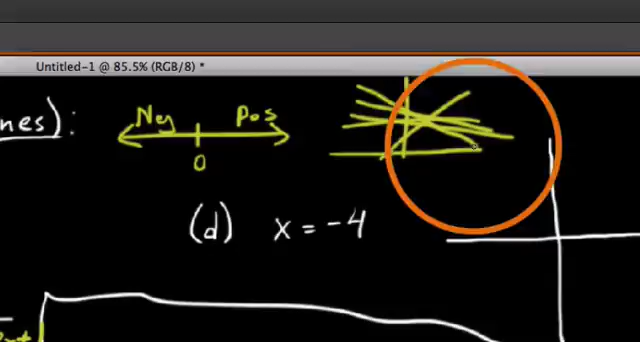 Untitled-1 @ 85.5% (RGB/8) *
nes):
Neg Pos
0
(d) x = -4